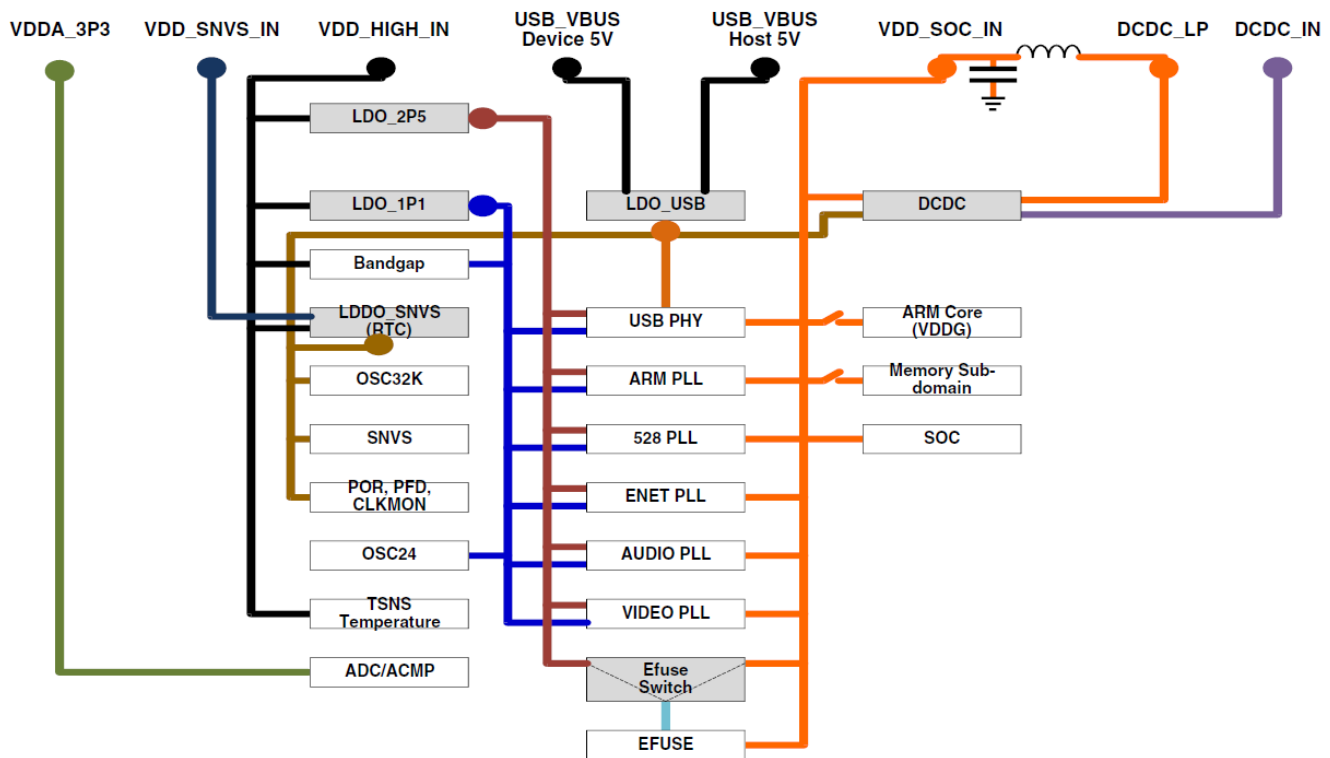 VDDA_3P3
VDD_SNVS_IN
VDD_HIGH_IN
USB_VBUS
Device 5V
USB_VBUS
Host 5V
VDD_SOC_IN
DCDC_LP
DCDC_IN
LDO_2P5
LDO_1P1
LDO_USB
DCDC
Bandgap
LDDO_SNVS
(RTC)
USB PHY
ARM Core
(VDDG)
OSC32K
ARM PLL
Memory Sub-
domain
SNVS
528 PLL
SOC
POR, PFD,
CLKMON
ENET PLL
OSC24
AUDIO PLL
TSNS
Temperature
VIDEO PLL
ADC/ACMP
Efuse
Switch
EFUSE